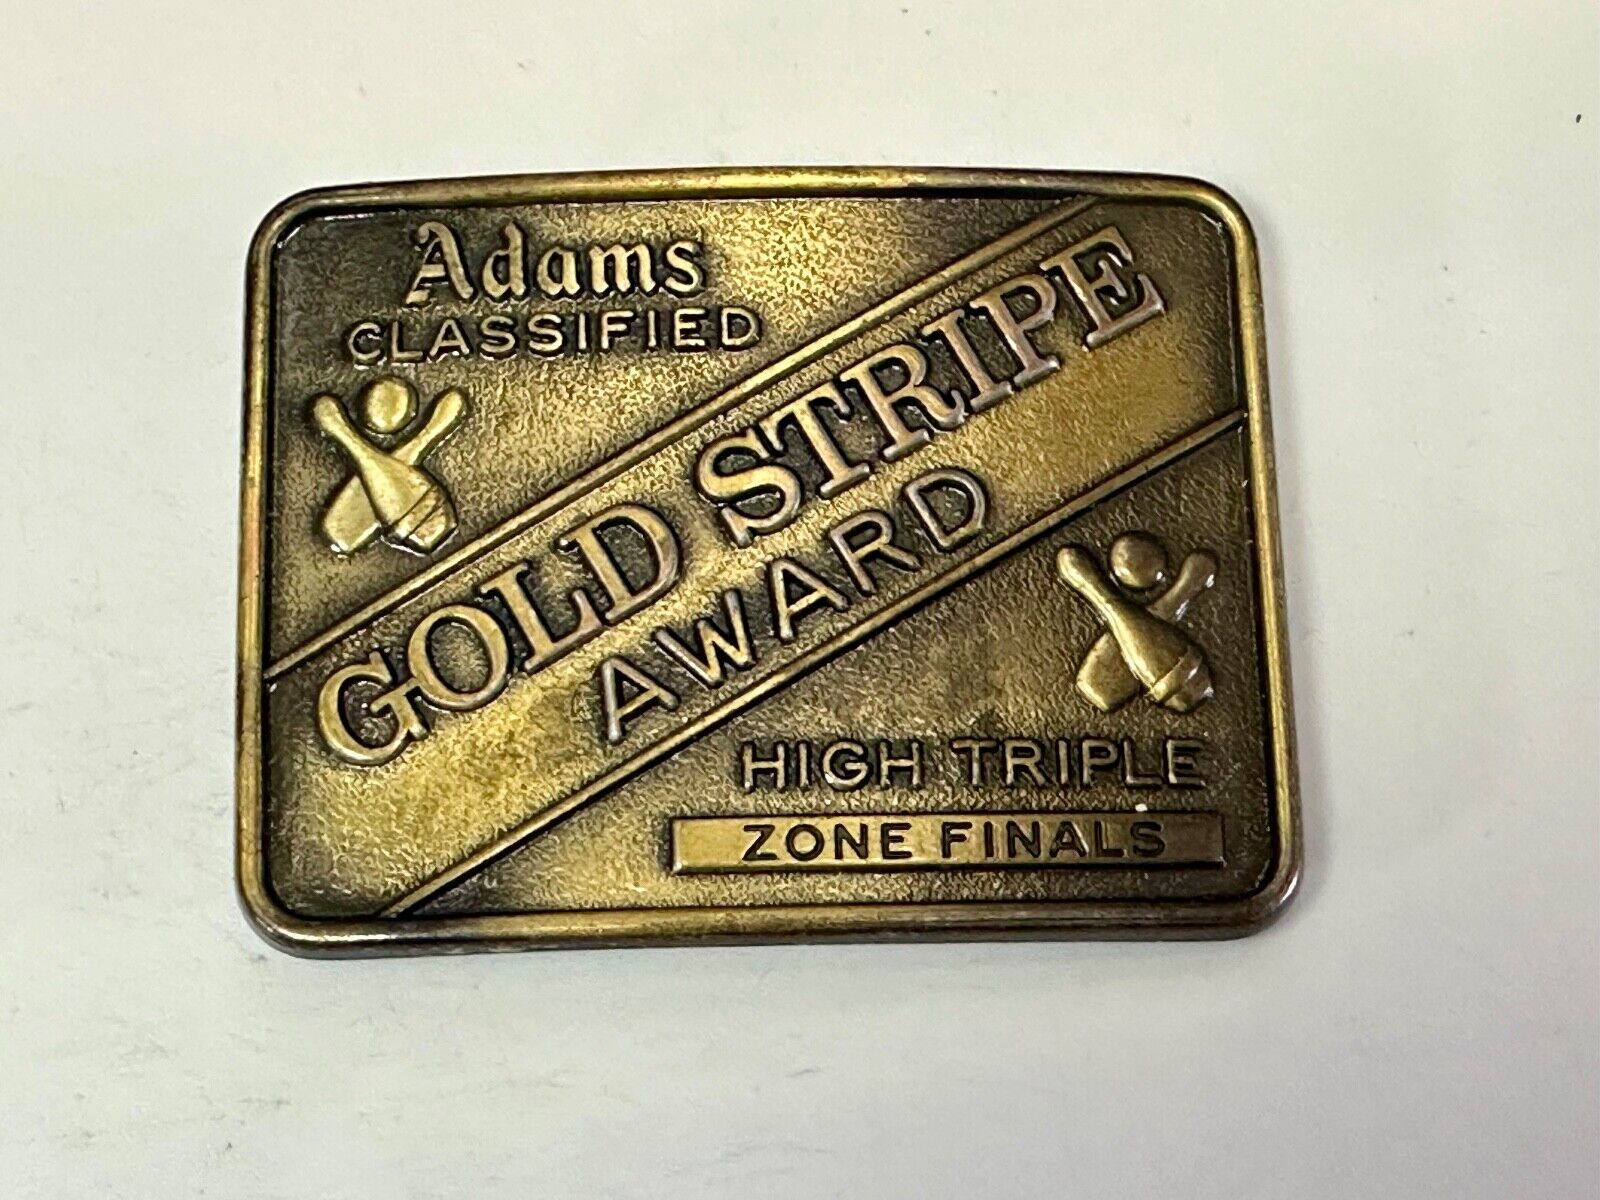 Adams
CLASSIFIED
GOLD STRIPE
AWARD
HIGH TRIPLE
ZONE FINALS